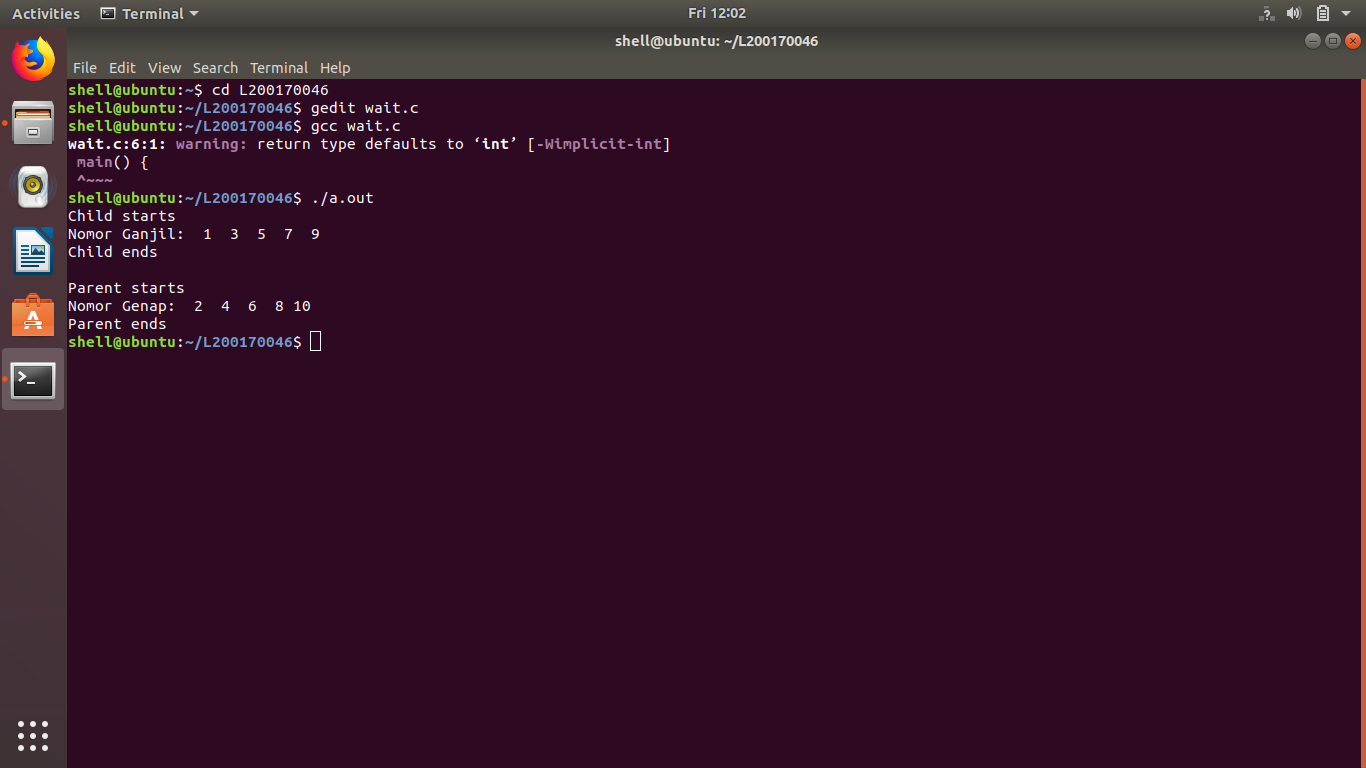 Activities Terminal Fri 12:02
shell@ubuntu: ~/L200170046
File Edit View Search Terminal Help
shell@ubuntu:~$ cd L200170046
shell@ubuntu:~/L200170046$ gedit wait.c
shell@ubuntu:~/L200170046$ gcc wait.c
wait.c:6:1: warning: return type defaults to ‘int’ [-Wimplicit-int]
 main() {
 ^~~~
shell@ubuntu:~/L200170046$ ./a.out
Child starts
Nomor Ganjil:  1  3  5  7  9
Child ends
Parent starts
Nomor Genap:  2  4  6  8 10
Parent ends
shell@ubuntu:~/L200170046$